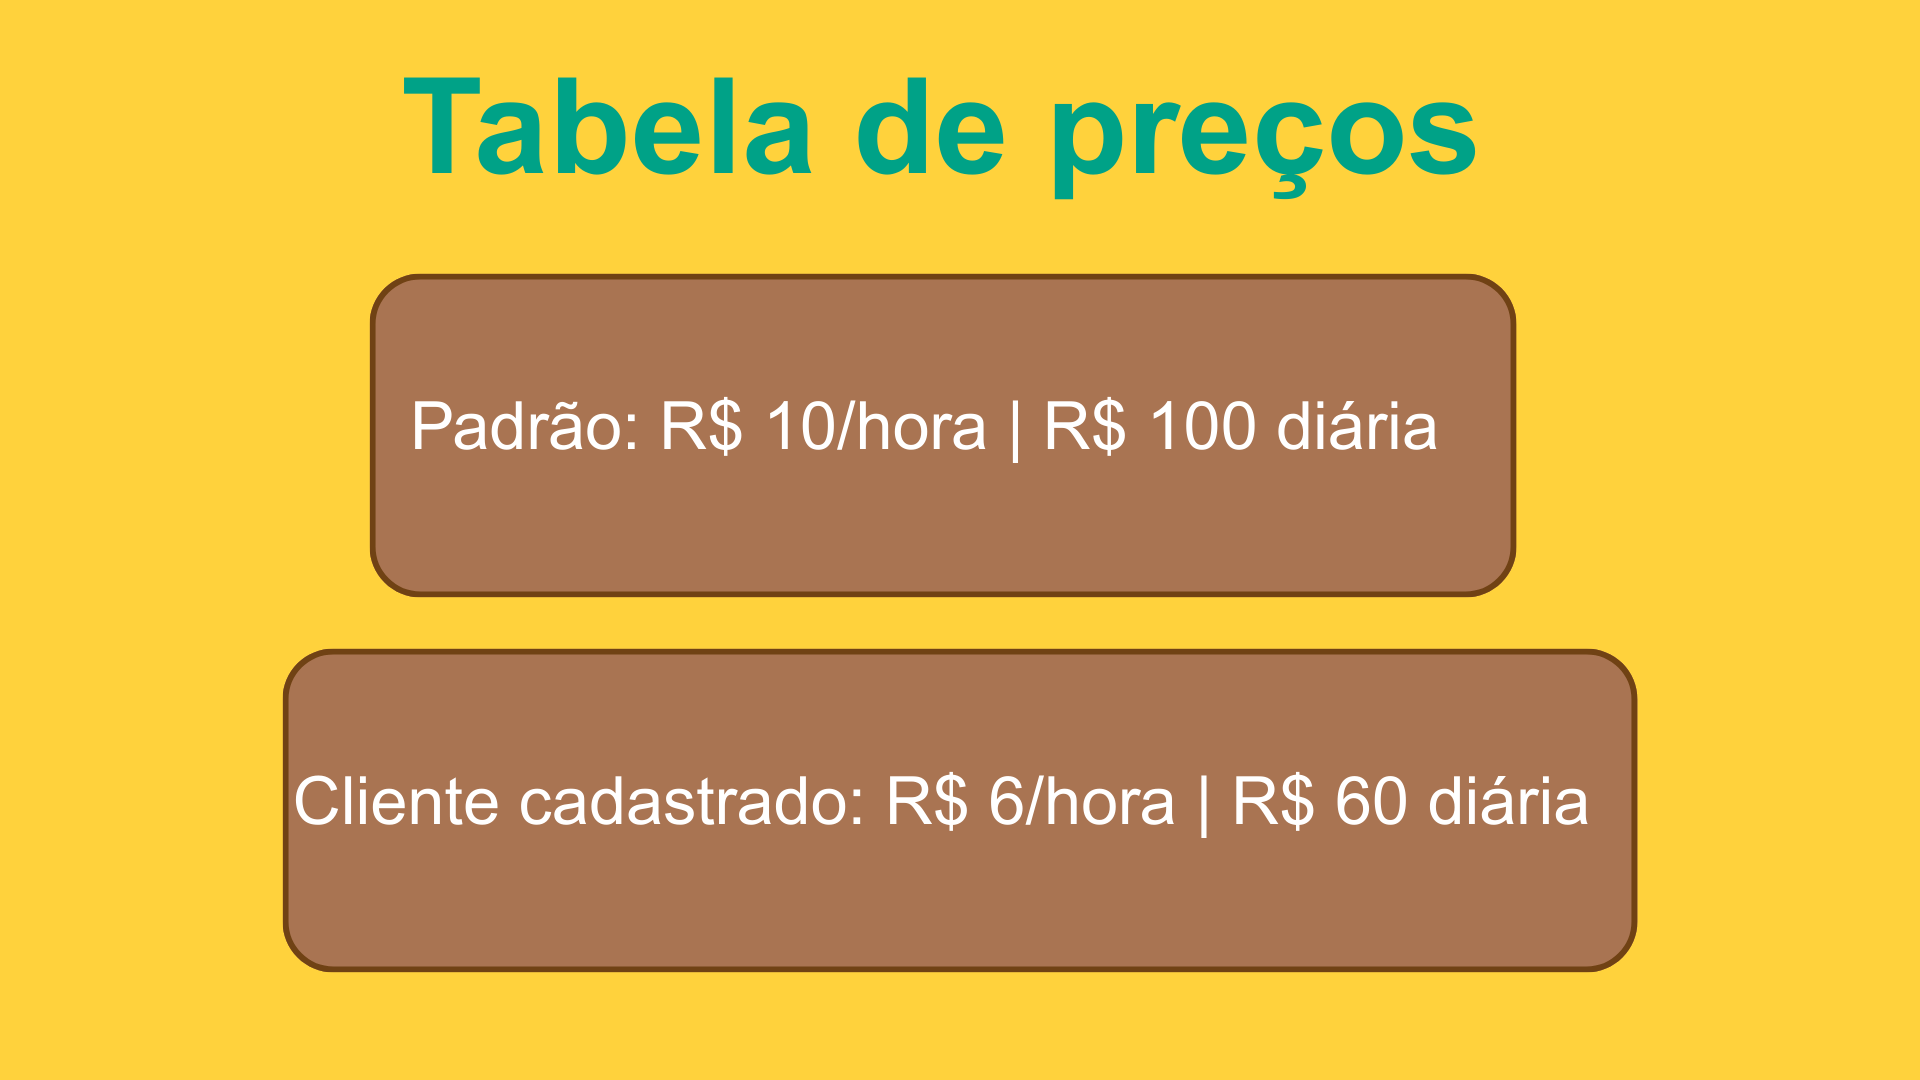 Tabela de preços
Padrão: R$ 10/hora | R$ 100 diária
Cliente cadastrado: R$ 6/hora | R$ 60 diária